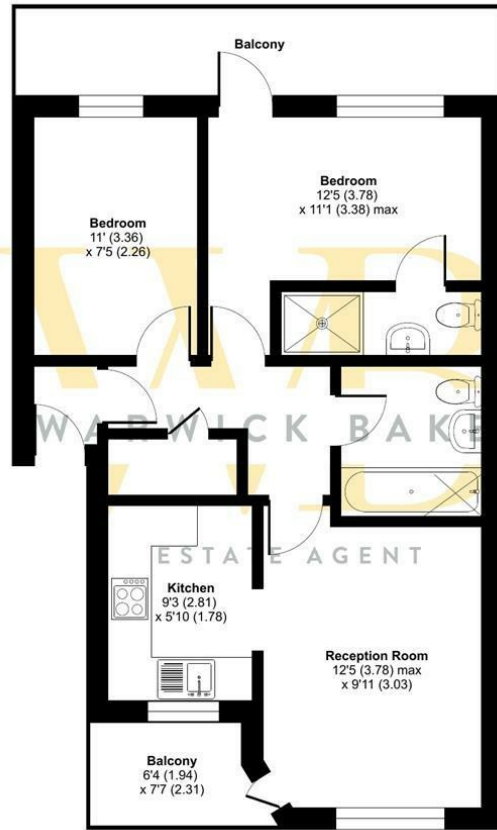 Balcony
Bedroom
12'5 (3.78)
x 11'1 (3.38) max
Bedroom
11' (3.36)
x 7'5 (2.26)
WB
WARWICK BAKE
ESTATE AGENT
Kitchen
9'3 (2.81)
x 5'10 (1.78)
Reception Room
12'5 (3.78) max
x 9'11 (3.03)
Balcony
6'4 (1.94)
x 7'7 (2.31)